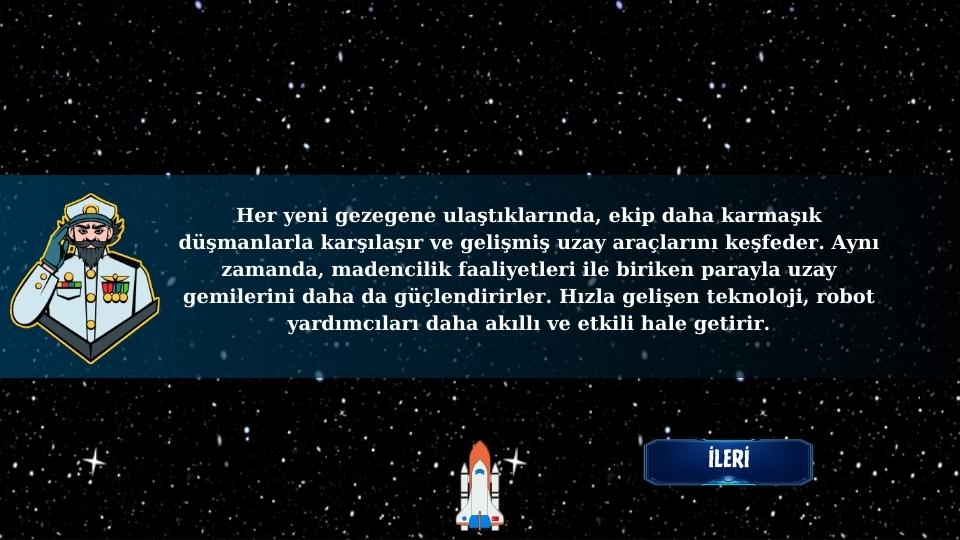 Her yeni gezegene ulaştıklarında, ekip daha karmaşık
düşmanlarla karşılaşır ve gelişmiş uzay araçlarını keşfeder. Aynı
zamanda, madencilik faaliyetleri ile biriken parayla uzay
gemilerini daha da güçlendirirler. Hızla gelişen teknoloji, robot
yardımcıları daha akıllı ve etkili hale getirir.
İLERİ